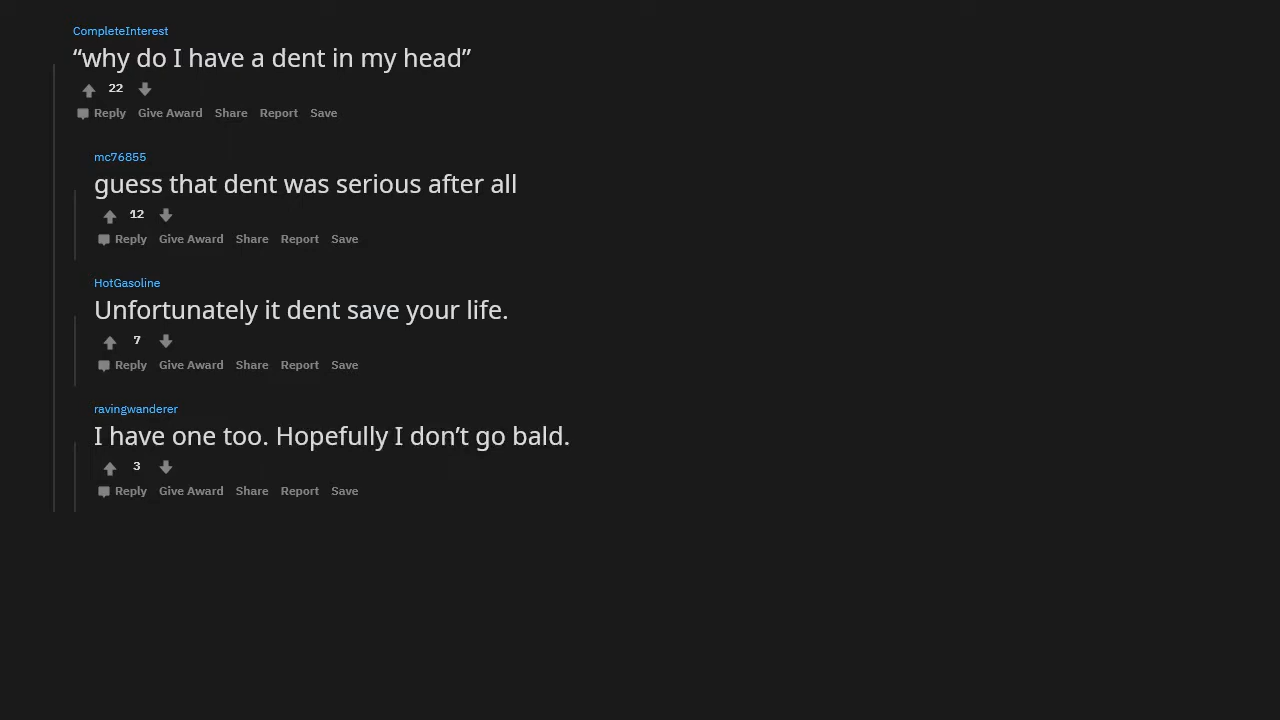 CompleteInterest
“why do I have a dent in my head”
22
Reply Give Award Share Report Save
mc76855
guess that dent was serious after all
12
Reply Give Award Share Report Save
HotGasoline
Unfortunately it dent save your life.
7
Reply Give Award Share Report Save
ravingwanderer
I have one too. Hopefully I don’t go bald.
3
Reply Give Award Share Report Save